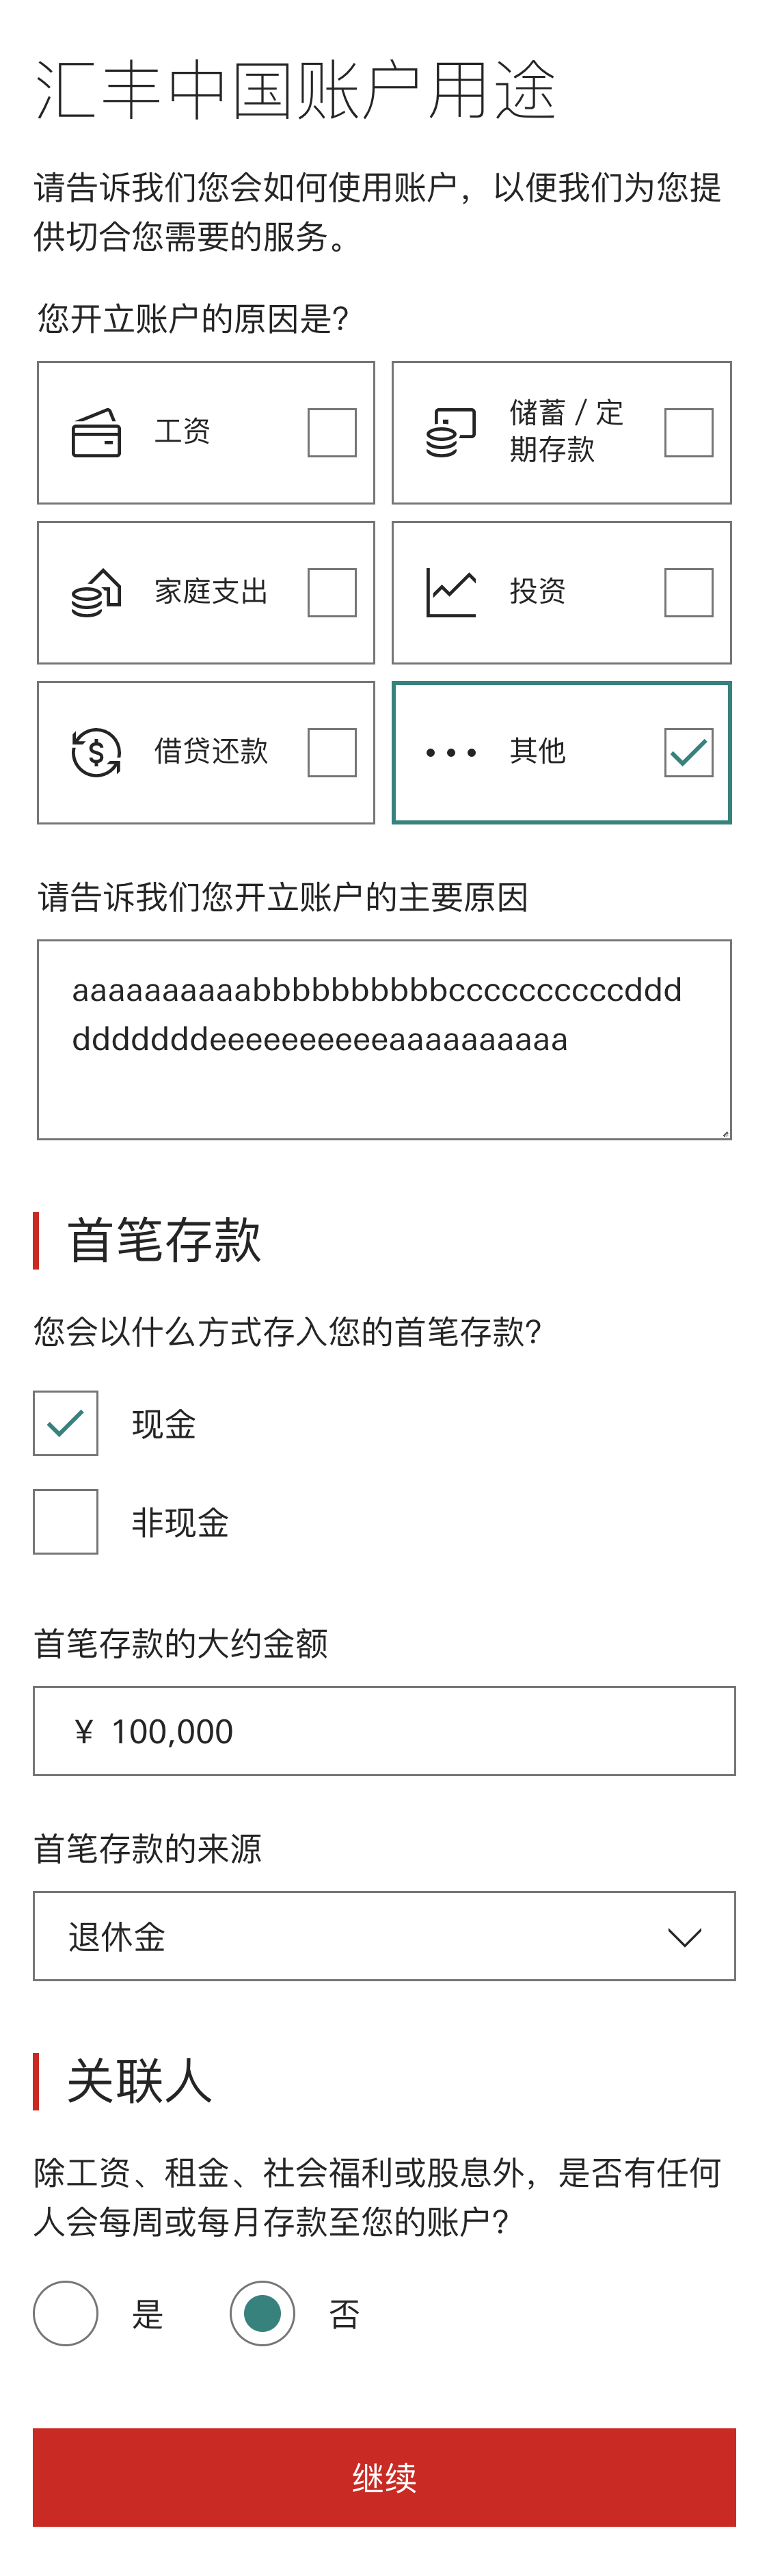 汇丰中国账户用途
请告诉我们您会如何使用账户，以便我们为您提
供切合您需要的服务。
您开立账户的原因是?
工资
储蓄 / 定
期存款
家庭支出
投资
借贷还款
其他
请告诉我们您开立账户的主要原因
aaaaaaaaaabbbbbbbbbbccccccccccddd
dddddddeeeeeeeeeeaaaaaaaaaa
首笔存款
您会以什么方式存入您的首笔存款?
现金
非现金
首笔存款的大约金额
¥ 100,000
首笔存款的来源
退休金
关联人
除工资、租金、社会福利或股息外，是否有任何
人会每周或每月存款至您的账户?
是 否
继续